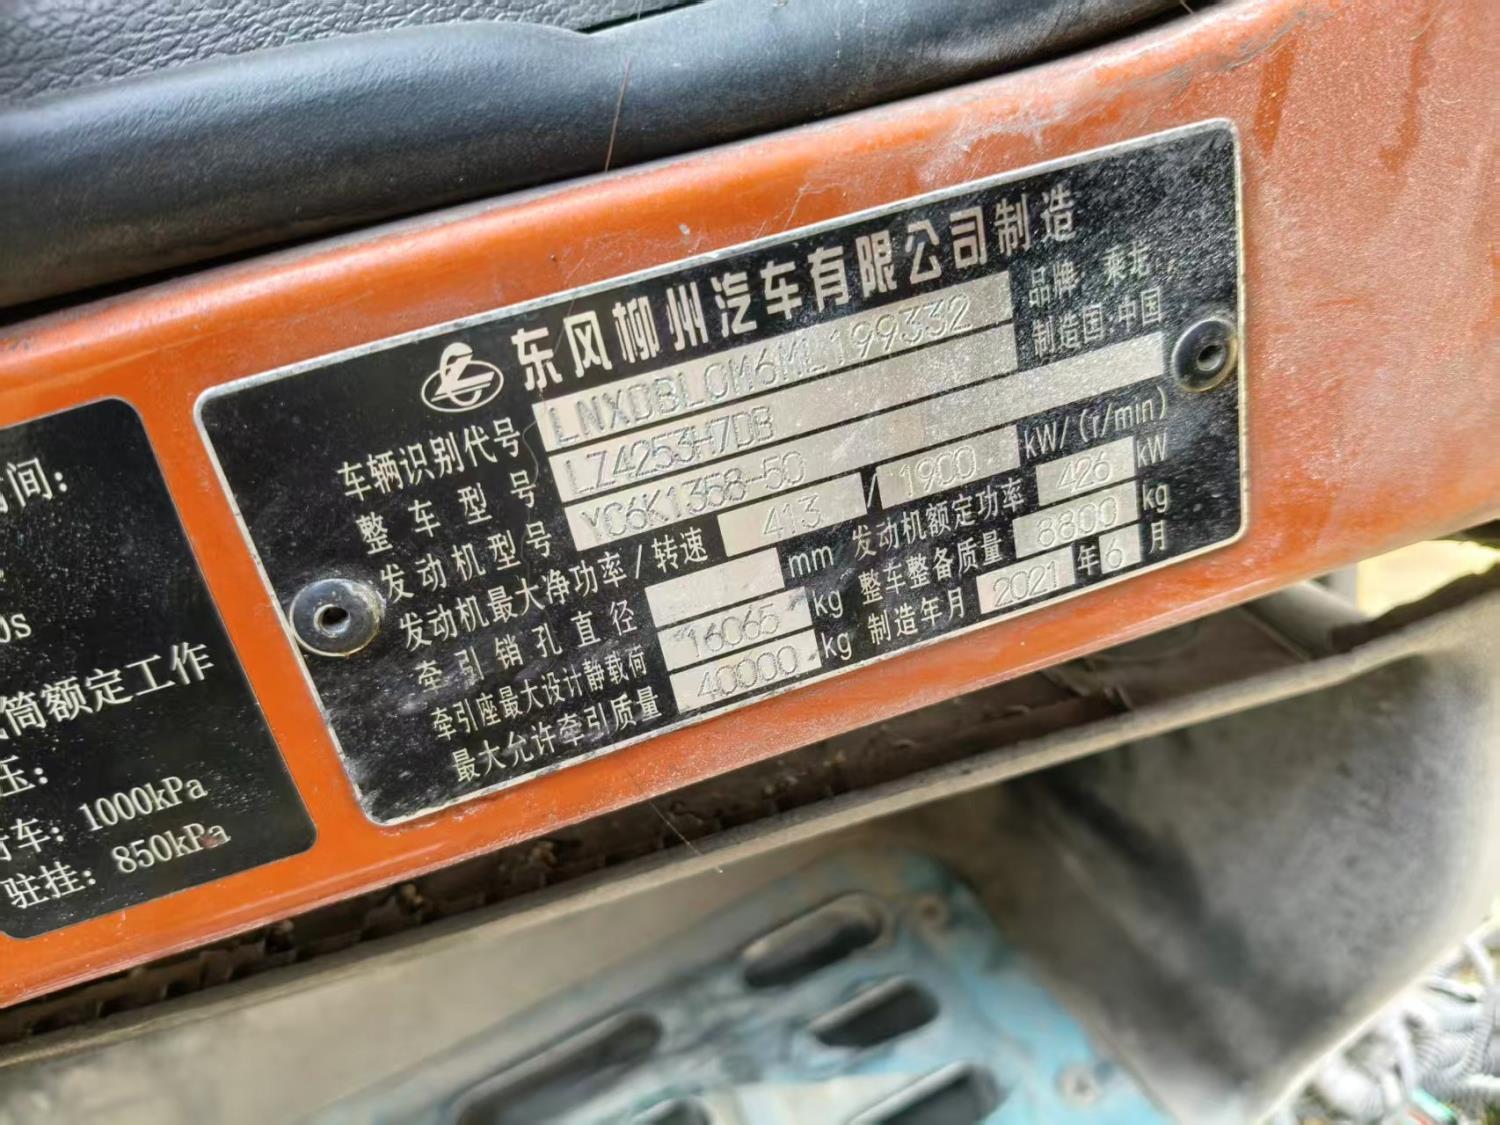 东风柳州汽车有限公司制造
品牌: 乘龙
车辆识别代号 LNXDBLCM6ML199332
制造国:中国
整车型号 LZ4253H7DB
发动机型号 YC6K1358-50
发动机最大净功率/转速 413 / 1900 kW/(r/min)
牵引销孔直径 mm 发动机额定功率 426 kW
牵引座最大设计静载荷 16065 kg 整车整备质量 8800 kg
最大允许牵引质量 40000 kg 制造年月 2021 年 6 月
间:
0s
筒额定工作
压:
行车: 1000kPa
驻挂: 850kPa